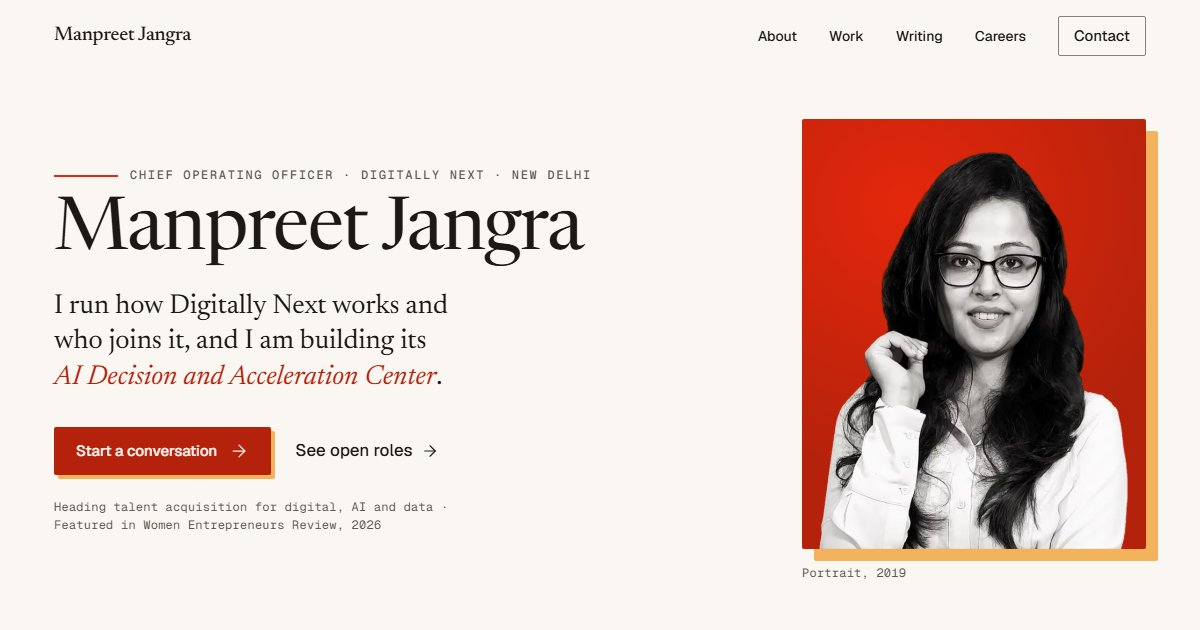 Manpreet Jangra
About
Work
Writing
Careers
Contact
CHIEF OPERATING OFFICER · DIGITALLY NEXT · NEW DELHI
Manpreet Jangra
I run how Digitally Next works and
who joins it, and I am building its
AI Decision and Acceleration Center.
Start a conversation →
See open roles →
Heading talent acquisition for digital, AI and data ·
Featured in Women Entrepreneurs Review, 2026
Portrait, 2019